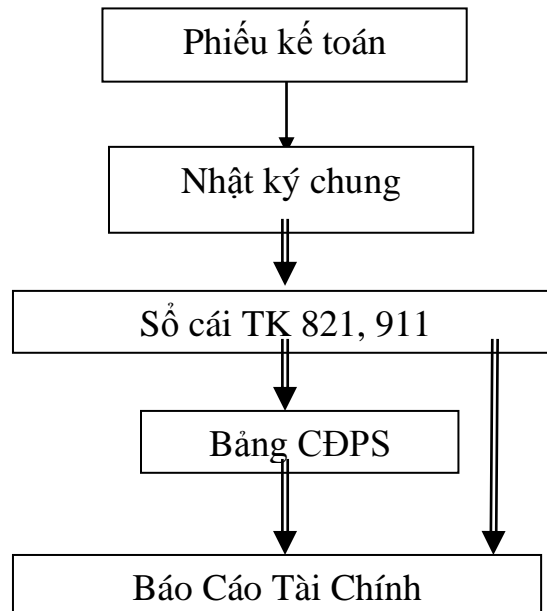 Phiếu kế toán
Nhật ký chung
Sổ cái TK 821, 911
Bảng CĐPS
Báo Cáo Tài Chính